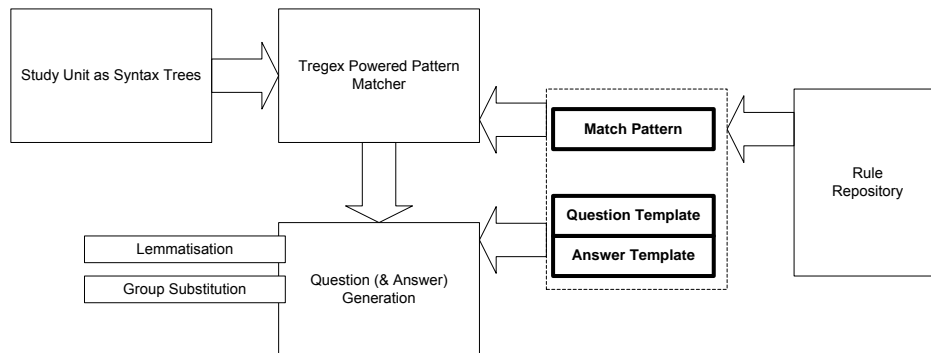 Study Unit as Syntax Trees
Tregex Powered Pattern
Matcher
Match Pattern
Rule
Repository
Question Template
Answer Template
Lemmatisation
Group Substitution
Question (& Answer)
Generation